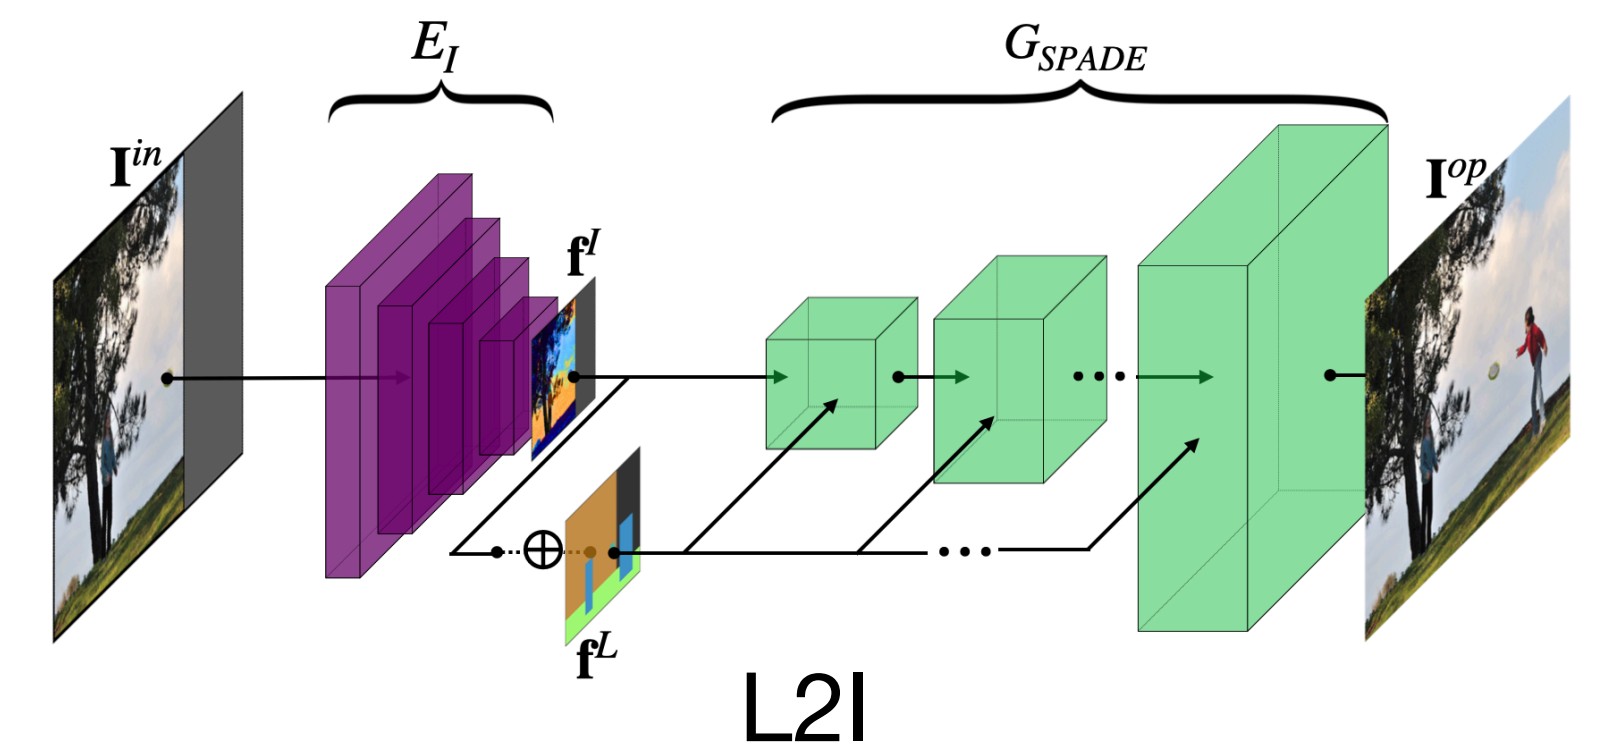 E_I
G_SPADE
I^in
I^op
f^I
f^L
L2I